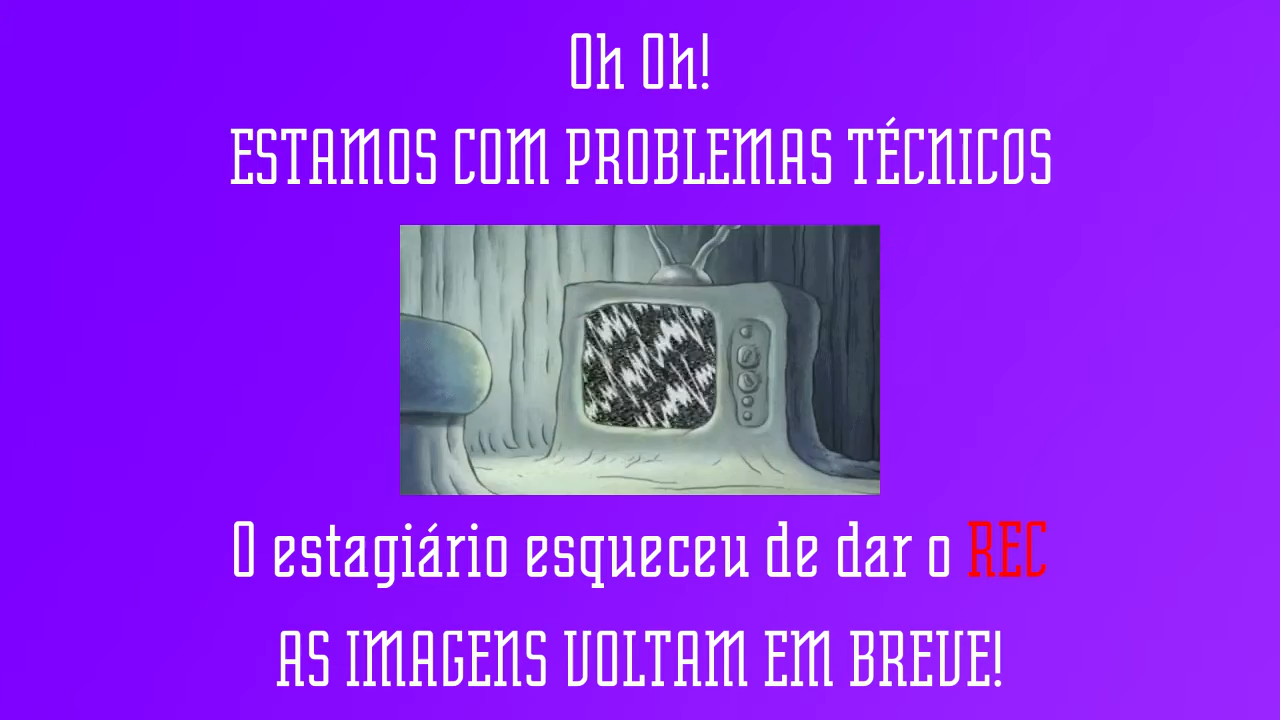 Oh Oh!
ESTAMOS COM PROBLEMAS TÉCNICOS
O estagiário esqueceu de dar o REC
AS IMAGENS VOLTAM EM BREVE!